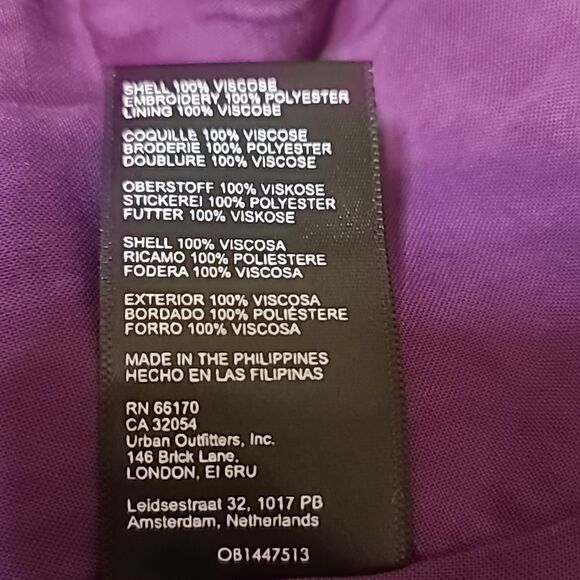 SHELL 100% VISCOSE
EMBROIDERY 100% POLYESTER
LINING 100% VISCOSE
COQUILLE 100% VISCOSE
BRODERIE 100% POLYESTER
DOUBLURE 100% VISCOSE
OBERSTOFF 100% VISKOSE
STICKEREI 100% POLYESTER
FUTTER 100% VISKOSE
SHELL 100% VISCOSA
RICAMO 100% POLIESTERE
FODERA 100% VISCOSA
EXTERIOR 100% VISCOSA
BORDADO 100% POLIÉSTERE
FORRO 100% VISCOSA
MADE IN THE PHILIPPINES
HECHO EN LAS FILIPINAS
RN 66170
CA 32054
Urban Outfitters, Inc.
146 Brick Lane,
LONDON, EI 6RU
Leidsestraat 32, 1017 PB
Amsterdam, Netherlands
OB1447513